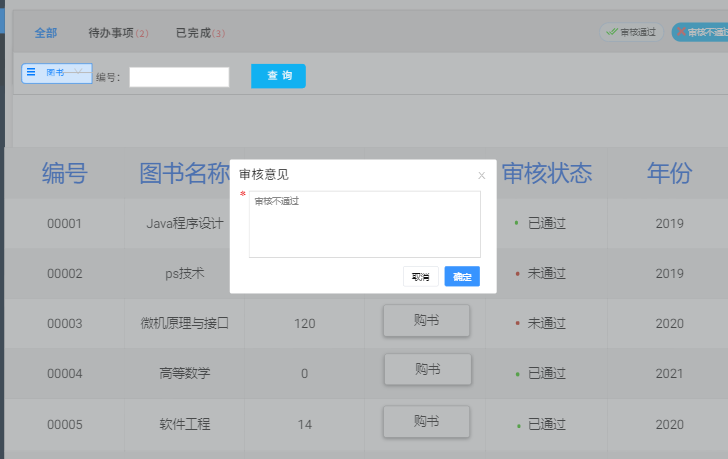 全部 待办事项(2) 已完成(3) 审核通过 审核不通过
图书 编号: 查 询
编号 图书名称 审核状态 年份
审核意见
* 审核不通过
取消 确定
00001 Java程序设计 已通过 2019
00002 ps技术 未通过 2019
00003 微机原理与接口 120 购书 未通过 2020
00004 高等数学 0 购书 已通过 2021
00005 软件工程 14 购书 已通过 2020